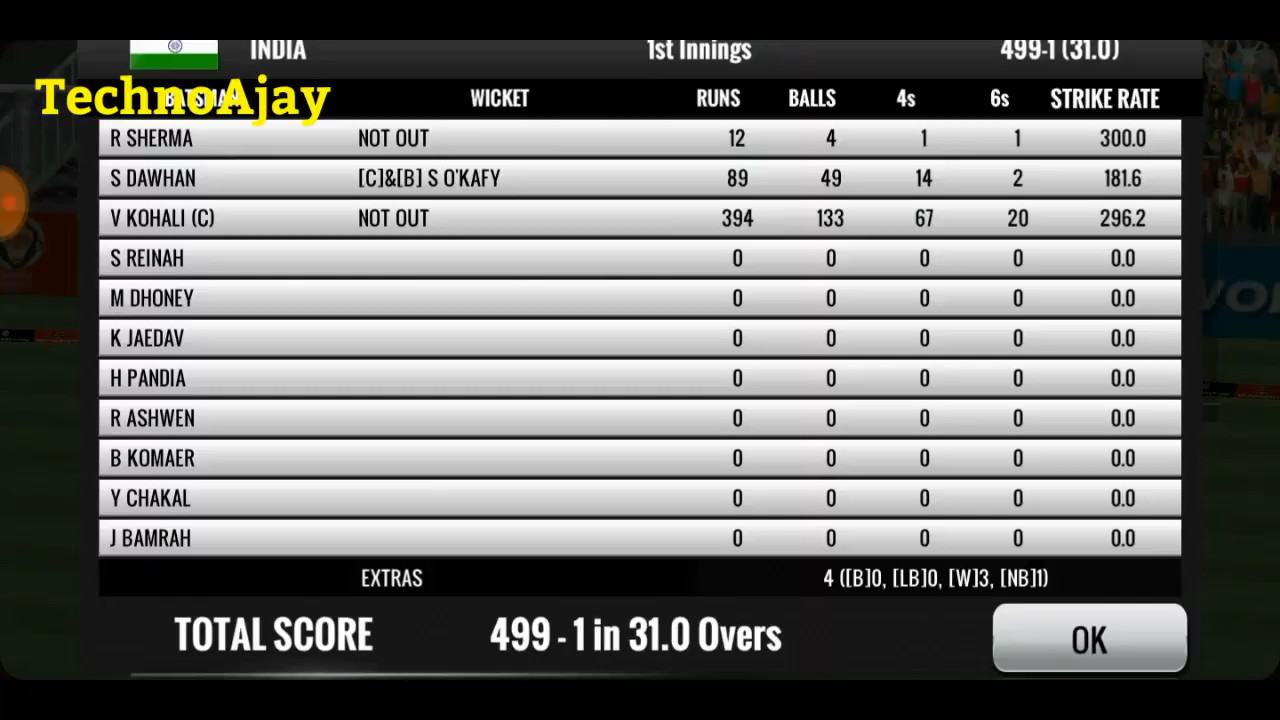 INDIA 1st Innings 499-1 (31.0)
TechnoAjay
BATSMAN WICKET RUNS BALLS 4s 6s STRIKE RATE
R SHERMA NOT OUT 12 4 1 1 300.0
S DAWHAN [C]&[B] S O'KAFY 89 49 14 2 181.6
V KOHALI (C) NOT OUT 394 133 67 20 296.2
S REINAH 0 0 0 0 0.0
M DHONEY 0 0 0 0 0.0
K JAEDAV 0 0 0 0 0.0
H PANDIA 0 0 0 0 0.0
R ASHWEN 0 0 0 0 0.0
B KOMAER 0 0 0 0 0.0
Y CHAKAL 0 0 0 0 0.0
J BAMRAH 0 0 0 0 0.0
EXTRAS 4 ([B]0, [LB]0, [W]3, [NB]1)
TOTAL SCORE 499 - 1 in 31.0 Overs OK